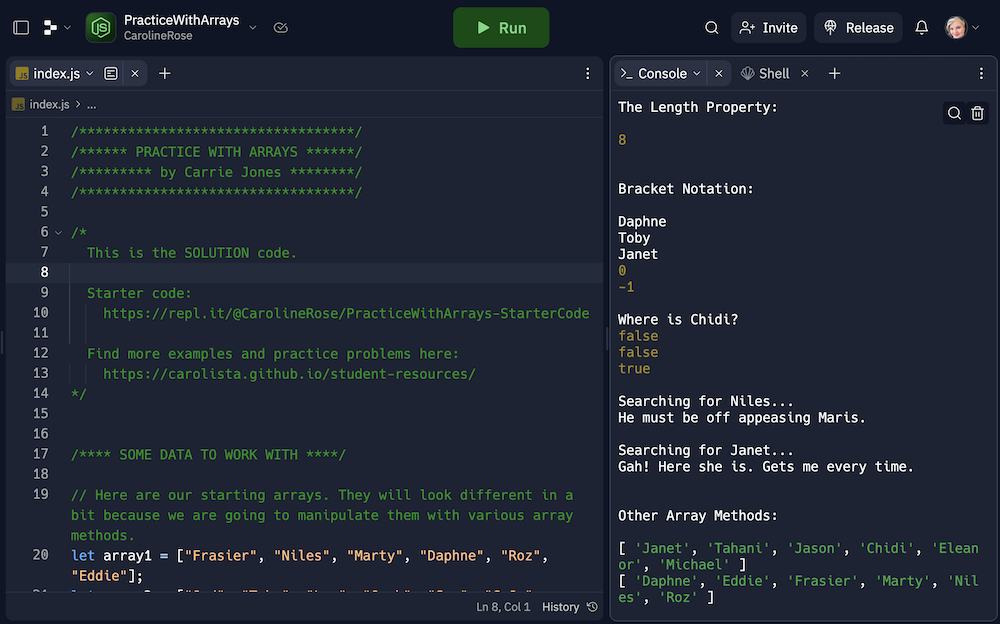 PracticeWithArrays
CarolineRose
Run
Invite
Release
JS index.js
JS index.js > ...
1 /**********************************/
2 /****** PRACTICE WITH ARRAYS ******/
3 /********* by Carrie Jones ********/
4 /**********************************/
5
6 /*
7 This is the SOLUTION code.
8
9 Starter code:
10 https://repl.it/@CarolineRose/PracticeWithArrays-StarterCode
11
12 Find more examples and practice problems here:
13 https://carolista.github.io/student-resources/
14 */
15
16
17 /**** SOME DATA TO WORK WITH ****/
18
19 // Here are our starting arrays. They will look different in a
bit because we are going to manipulate them with various array
methods.
20 let array1 = ["Frasier", "Niles", "Marty", "Daphne", "Roz",
"Eddie"];
Ln 8, Col 1 History
Console
Shell
The Length Property:
8
Bracket Notation:
Daphne
Toby
Janet
0
-1
Where is Chidi?
false
false
true
Searching for Niles...
He must be off appeasing Maris.
Searching for Janet...
Gah! Here she is. Gets me every time.
Other Array Methods:
[ 'Janet', 'Tahani', 'Jason', 'Chidi', 'Elean
or', 'Michael' ]
[ 'Daphne', 'Eddie', 'Frasier', 'Marty', 'Nil
es', 'Roz' ]